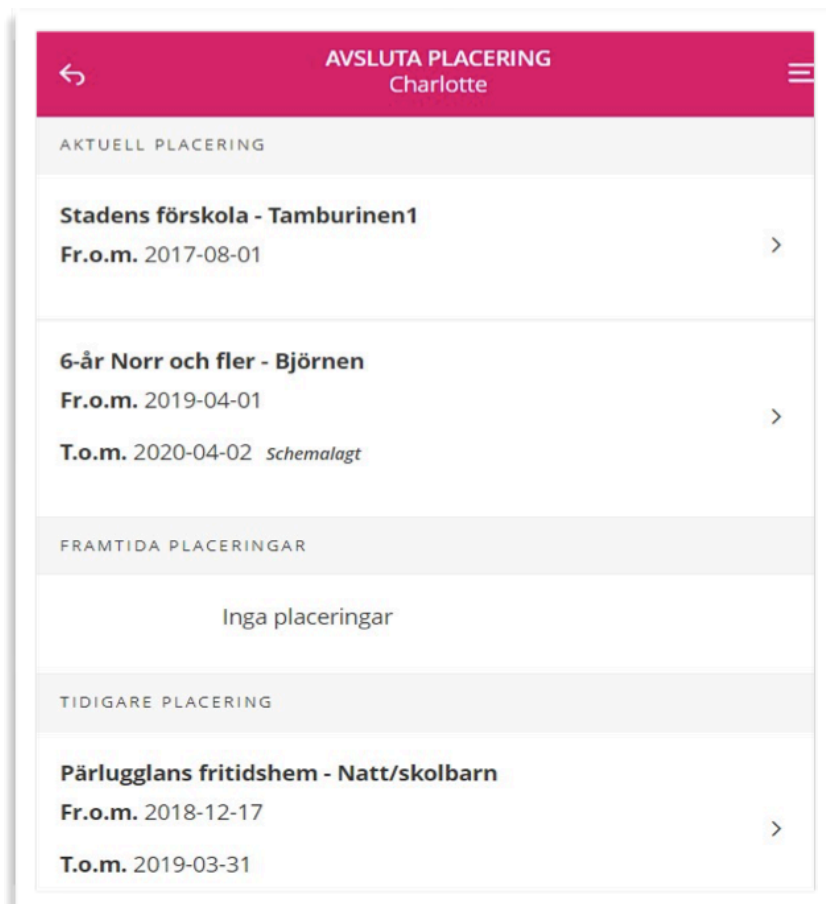 AVSLUTA PLACERING
Charlotte
AKTUELL PLACERING
Stadens förskola - Tamburinen1
Fr.o.m. 2017-08-01
6-år Norr och fler - Björnen
Fr.o.m. 2019-04-01
T.o.m. 2020-04-02 Schemalagt
FRAMTIDA PLACERINGAR
Inga placeringar
TIDIGARE PLACERING
Pärlugglans fritidshem - Natt/skolbarn
Fr.o.m. 2018-12-17
T.o.m. 2019-03-31